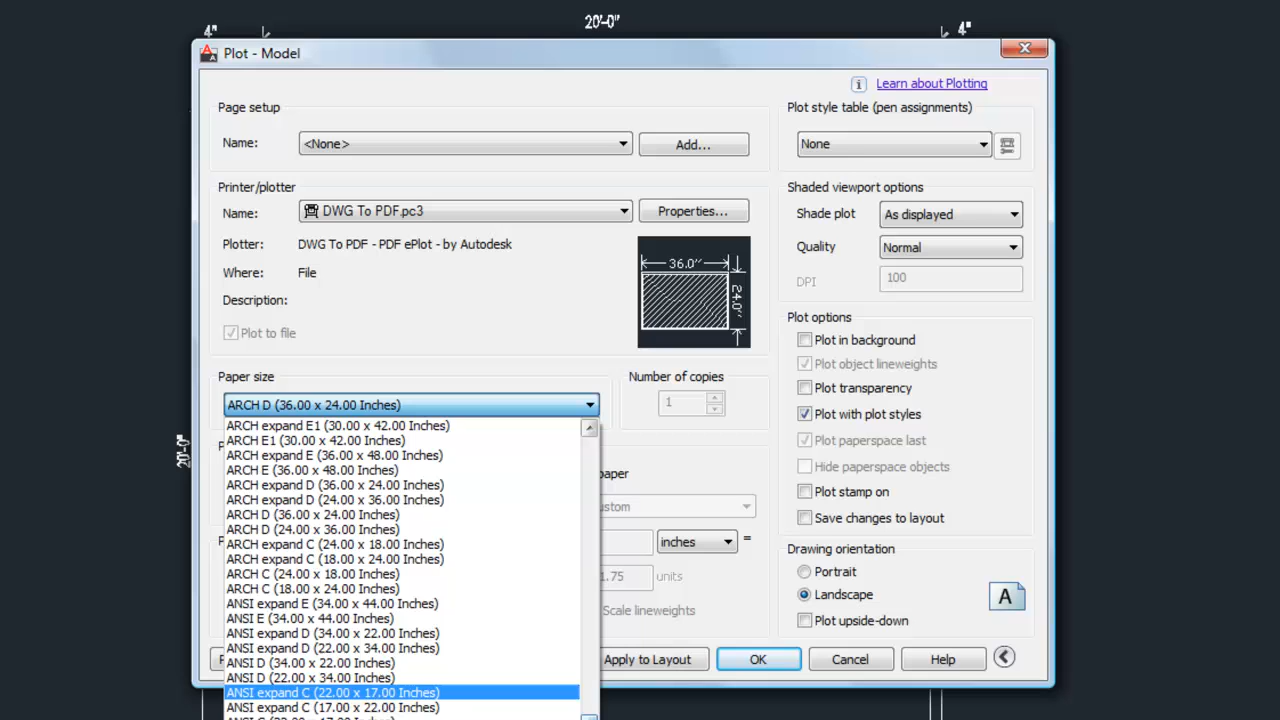 20'-0"
4"
4"
Plot - Model
Learn about Plotting
Page setup
Name:
<None>
Add...
Plot style table (pen assignments)
None
Printer/plotter
Name:
DWG To PDF.pc3
Properties...
Plotter:
DWG To PDF - PDF ePlot - by Autodesk
Where:
File
Description:
Plot to file
36.0''
24.0''
Shaded viewport options
Shade plot
As displayed
Quality
Normal
DPI
100
Paper size
ARCH D (36.00 x 24.00 Inches)
Number of copies
1
ARCH expand E1 (30.00 x 42.00 Inches)
ARCH E1 (30.00 x 42.00 Inches)
ARCH expand E (36.00 x 48.00 Inches)
ARCH E (36.00 x 48.00 Inches)
ARCH expand D (36.00 x 24.00 Inches)
ARCH expand D (24.00 x 36.00 Inches)
ARCH D (36.00 x 24.00 Inches)
ARCH D (24.00 x 36.00 Inches)
ARCH expand C (24.00 x 18.00 Inches)
ARCH expand C (18.00 x 24.00 Inches)
ARCH C (24.00 x 18.00 Inches)
ARCH C (18.00 x 24.00 Inches)
ANSI expand E (34.00 x 44.00 Inches)
ANSI E (34.00 x 44.00 Inches)
ANSI expand D (34.00 x 22.00 Inches)
ANSI expand D (22.00 x 34.00 Inches)
ANSI D (34.00 x 22.00 Inches)
ANSI D (22.00 x 34.00 Inches)
ANSI expand C (22.00 x 17.00 Inches)
ANSI expand C (17.00 x 22.00 Inches)
20'-0"
paper
ustom
inches
=
1.75
units
Scale lineweights
Plot options
Plot in background
Plot object lineweights
Plot transparency
Plot with plot styles
Plot paperspace last
Hide paperspace objects
Plot stamp on
Save changes to layout
Drawing orientation
Portrait
Landscape
Plot upside-down
A
Apply to Layout
OK
Cancel
Help